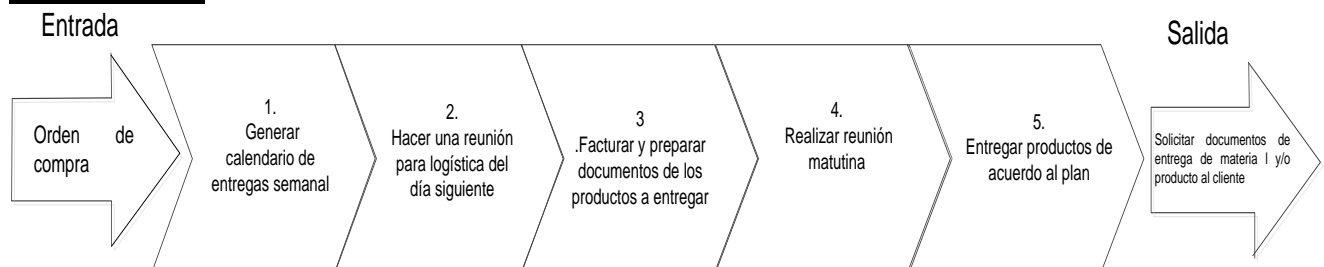 Entrada
Orden de
compra
1.
Generar
calendario de
entregas semanal
2.
Hacer una reunión
para logística del
día siguiente
3
.Facturar y preparar
documentos de los
productos a entregar
4.
Realizar reunión
matutina
5.
Entregar productos de
acuerdo al plan
Salida
Solicitar documentos de
entrega de materia l y/o
producto al cliente